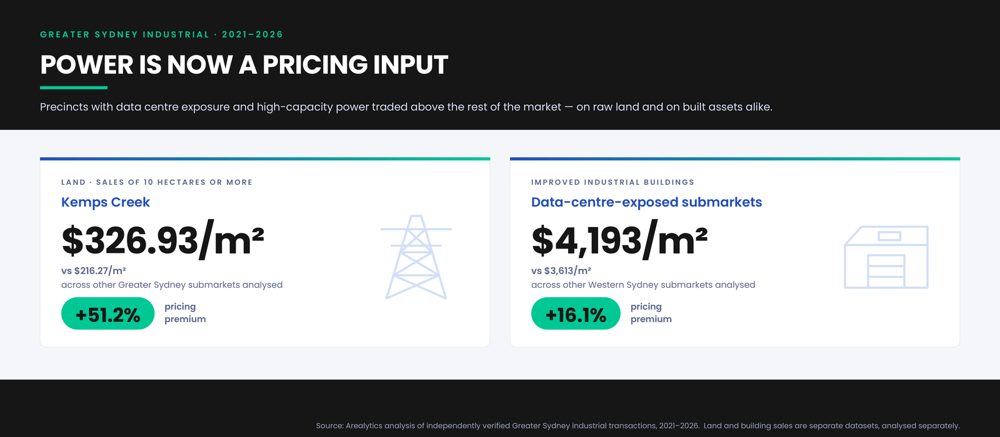 GREATER SYDNEY INDUSTRIAL · 2021–2026
POWER IS NOW A PRICING INPUT
Precincts with data centre exposure and high-capacity power traded above the rest of the market — on raw land and on built assets alike.
LAND · SALES OF 10 HECTARES OR MORE
Kemps Creek
$326.93/m²
vs $216.27/m²
across other Greater Sydney submarkets analysed
+51.2%
pricing
premium
IMPROVED INDUSTRIAL BUILDINGS
Data-centre-exposed submarkets
$4,193/m²
vs $3,613/m²
across other Western Sydney submarkets analysed
+16.1%
pricing
premium
Source: Arealytics analysis of independently verified Greater Sydney industrial transactions, 2021–2026. Land and building sales are separate datasets, analysed separately.